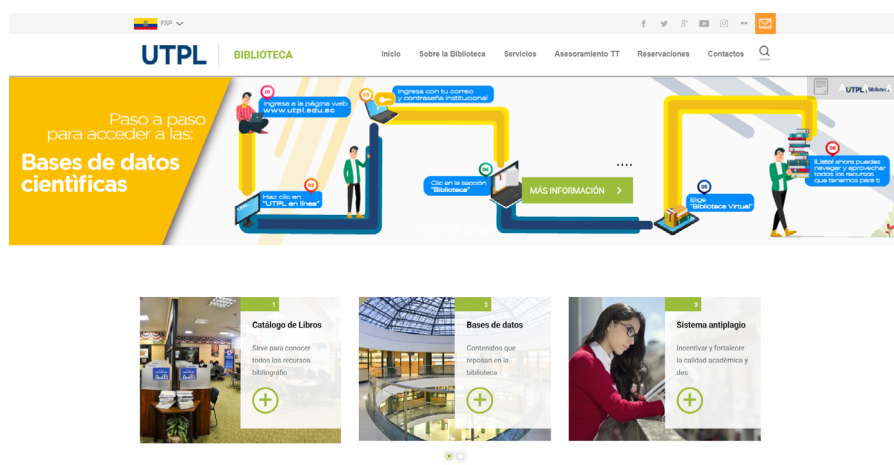 UTPL
BIBLIOTECA
Inicio
Sobre la Biblioteca
Servicios
Asesoramiento TT
Reservaciones
Contactos
Paso a paso
para acceder a las:
Bases de datos
científicas
01
Ingresa a la página web
www.utpl.edu.ec
02
Haz clic en
"UTPL en línea"
03
Ingresa con tu correo
y contraseña institucional
04
Clic en la sección
"Biblioteca"
....
MÁS INFORMACIÓN
05
Elige
"Biblioteca Virtual"
06
¡Listo! ahora puedes
navegar y aprovechar
todos los recursos
que tenemos para ti
UTPL
1
Catálogo de Libros
Sirve para conocer
todos los recursos
bibliográfic
2
Bases de datos
Contenidos que
reposan en la
biblioteca
3
Sistema antiplagio
Incentivar y fortalecer
la calidad académica y
des